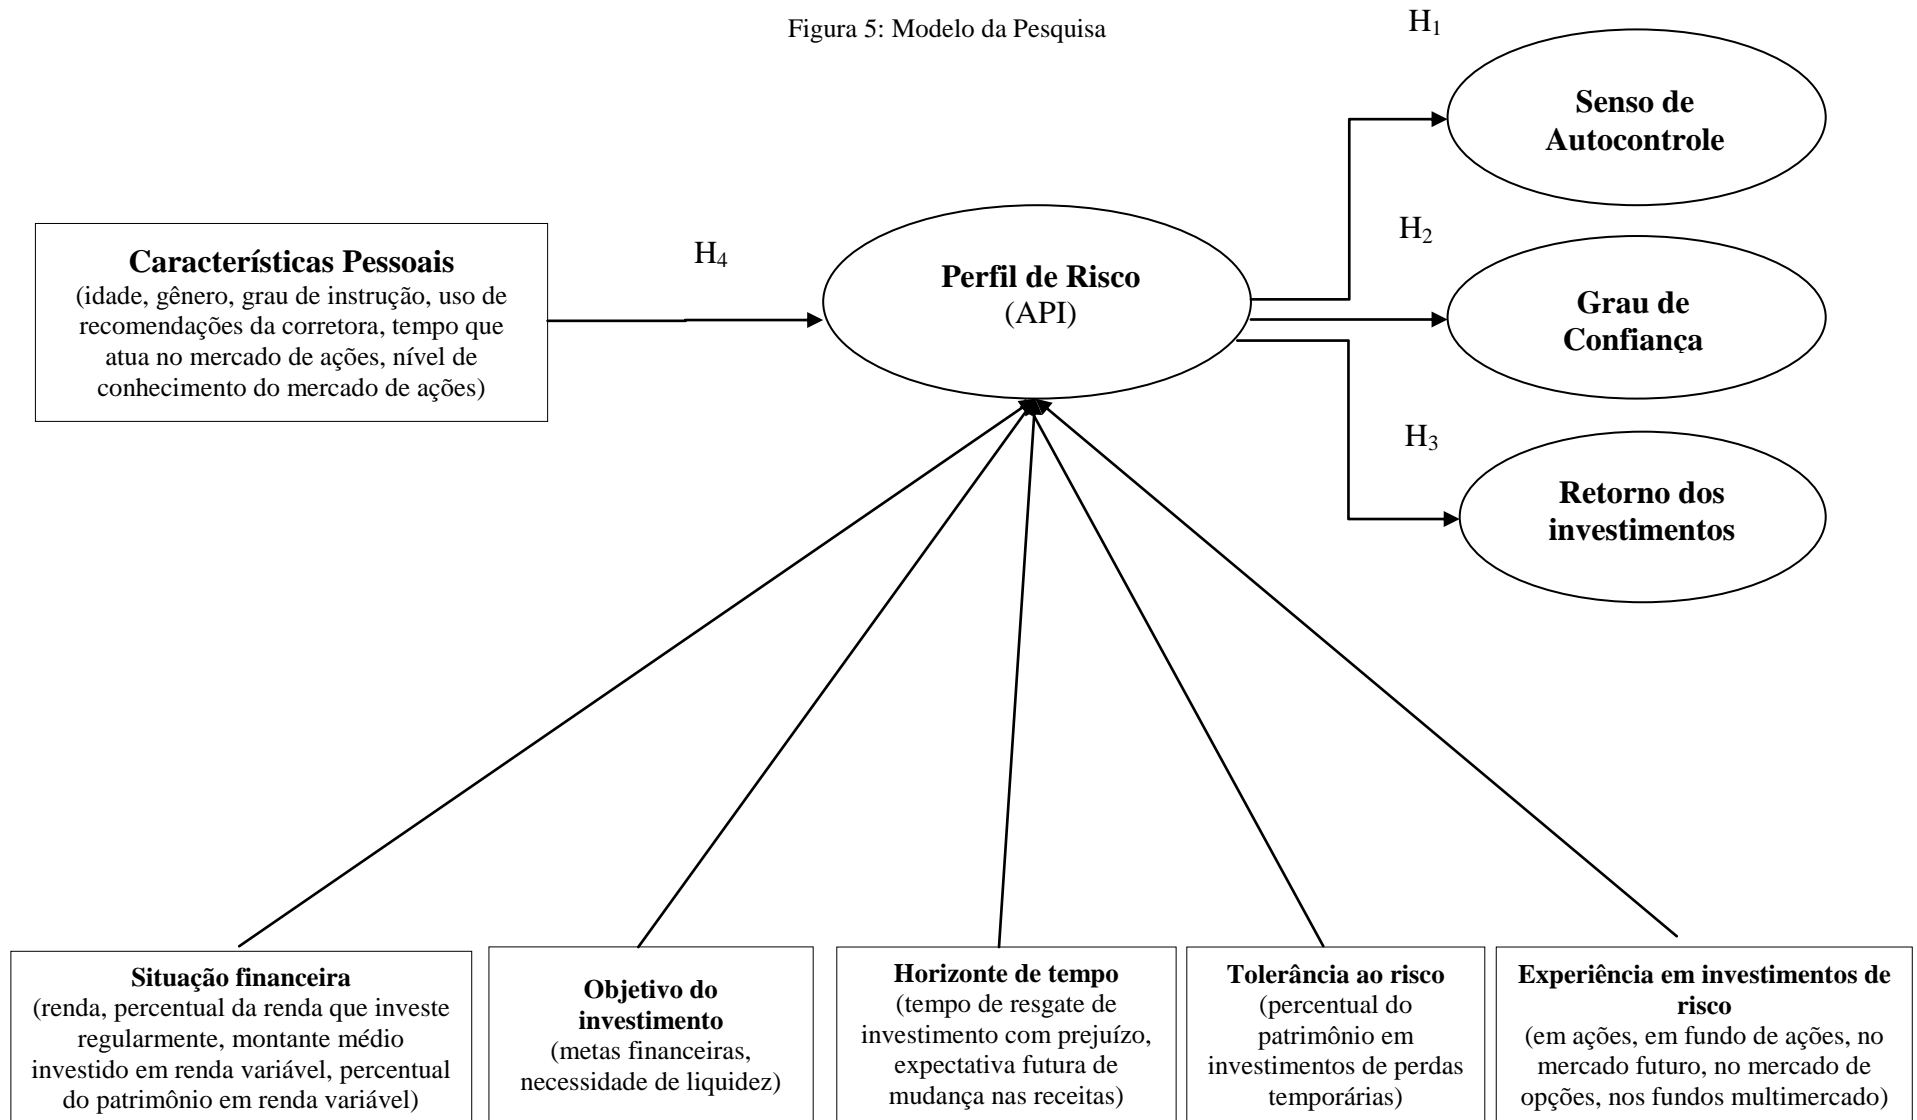 Figura 5: Modelo da Pesquisa
H₁
Senso de
Autocontrole
Característícas Pessoais
(idade, gênero, grau de instrução, uso de
recomendações da corretora, tempo que
atua no mercado de ações, nível de
conhecimento do mercado de ações)
H₄
Perfil de Risco
(API)
H₂
Grau de
Confiança
H₃
Retorno dos
investimentos
Situação financeira
(renda, percentual da renda que investe
regularmente, montante médio
investido em renda variável, percentual
do patrimônio em renda variável)
Objetivo do
investimento
(metas financeiras,
necessidade de liquidez)
Horizonte de tempo
(tempo de resgate de
investimento com prejuízo,
expectativa futura de
mudança nas receitas)
Tolerância ao risco
(percentual do
patrimônio em
investimentos de perdas
temporárias)
Experiência em investimentos de
risco
(em ações, em fundo de ações, no
mercado futuro, no mercado de
opções, nos fundos multimercado)